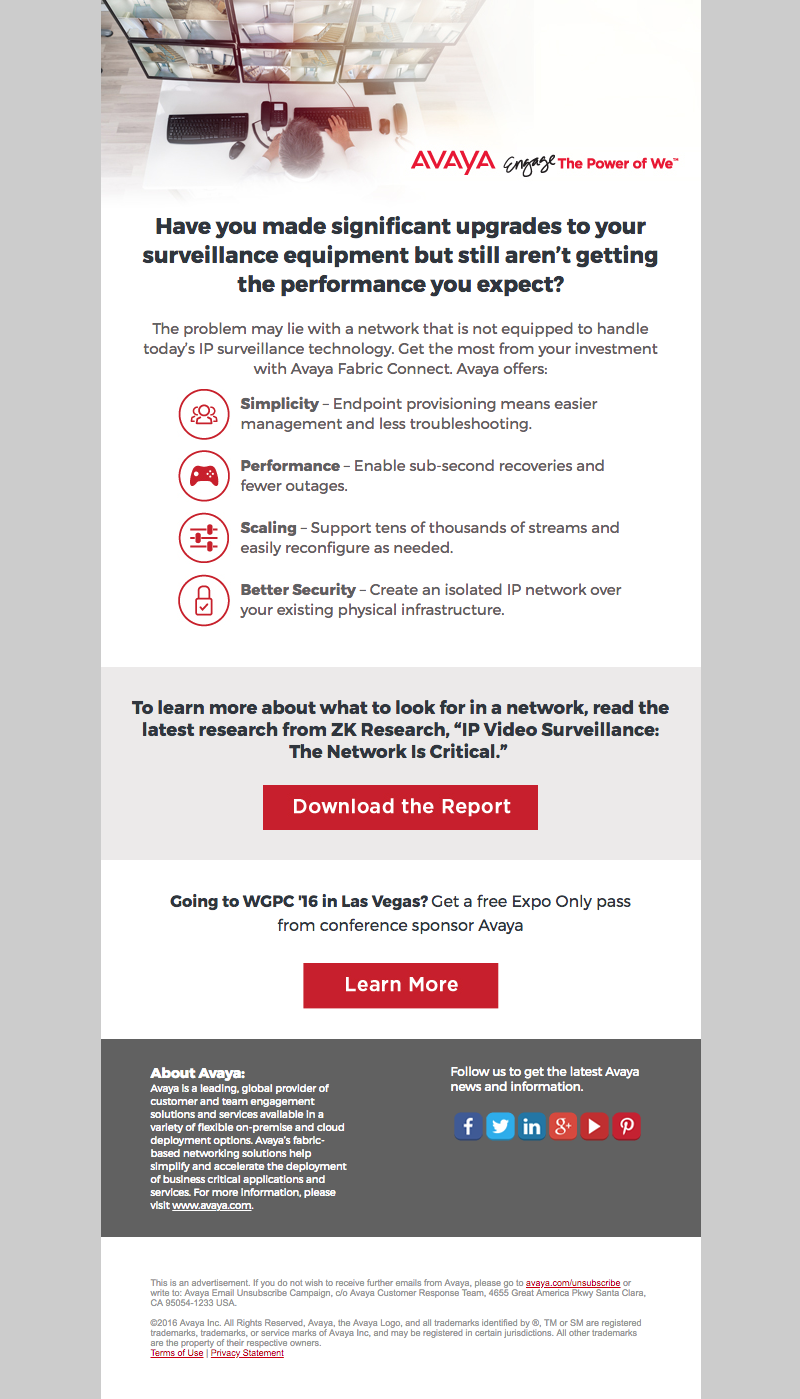 AVAYA Engage The Power of We™
Have you made significant upgrades to your
surveillance equipment but still aren’t getting
the performance you expect?
The problem may lie with a network that is not equipped to handle
today’s IP surveillance technology. Get the most from your investment
with Avaya Fabric Connect. Avaya offers:
Simplicity – Endpoint provisioning means easier
management and less troubleshooting.
Performance – Enable sub-second recoveries and
fewer outages.
Scaling – Support tens of thousands of streams and
easily reconfigure as needed.
Better Security – Create an isolated IP network over
your existing physical infrastructure.
To learn more about what to look for in a network, read the
latest research from ZK Research, “IP Video Surveillance:
The Network Is Critical.”
Download the Report
Going to WGPC '16 in Las Vegas? Get a free Expo Only pass
from conference sponsor Avaya
Learn More
About Avaya:
Avaya is a leading, global provider of
customer and team engagement
solutions and services available in a
variety of flexible on-premise and cloud
deployment options. Avaya’s fabric-
based networking solutions help
simplify and accelerate the deployment
of business critical applications and
services. For more information, please
visit www.avaya.com.
Follow us to get the latest Avaya
news and information.
f in g+
This is an advertisement. If you do not wish to receive further emails from Avaya, please go to avaya.com/unsubscribe or
write to: Avaya Email Unsubscribe Campaign, c/o Avaya Customer Response Team, 4655 Great America Pkwy Santa Clara,
CA 95054-1233 USA.
©2016 Avaya Inc. All Rights Reserved, Avaya, the Avaya Logo, and all trademarks identified by ®, TM or SM are registered
trademarks, trademarks, or service marks of Avaya Inc, and may be registered in certain jurisdictions. All other trademarks
are the property of their respective owners.
Terms of Use | Privacy Statement